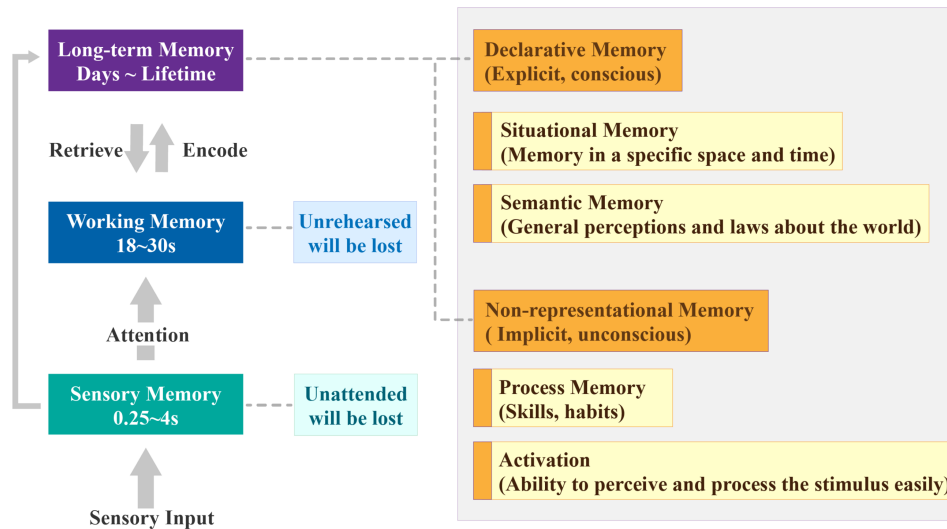 Long-term Memory
Days ~ Lifetime
Retrieve
Encode
Working Memory
18~30s
Unrehearsed
will be lost
Attention
Sensory Memory
0.25~4s
Unattended
will be lost
Sensory Input
Declarative Memory
(Explicit, conscious)
Situational Memory
(Memory in a specific space and time)
Semantic Memory
(General perceptions and laws about the world)
Non-representational Memory
( Implicit, unconscious)
Process Memory
(Skills, habits)
Activation
(Ability to perceive and process the stimulus easily)